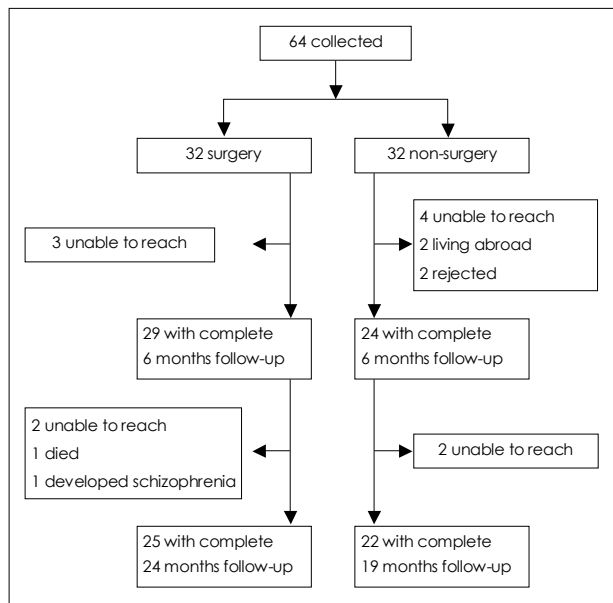 64 collected
32 surgery
32 non-surgery
3 unable to reach
4 unable to reach
2 living abroad
2 rejected
29 with complete
6 months follow-up
24 with complete
6 months follow-up
2 unable to reach
1 died
1 developed schizophrenia
2 unable to reach
25 with complete
24 months follow-up
22 with complete
19 months follow-up